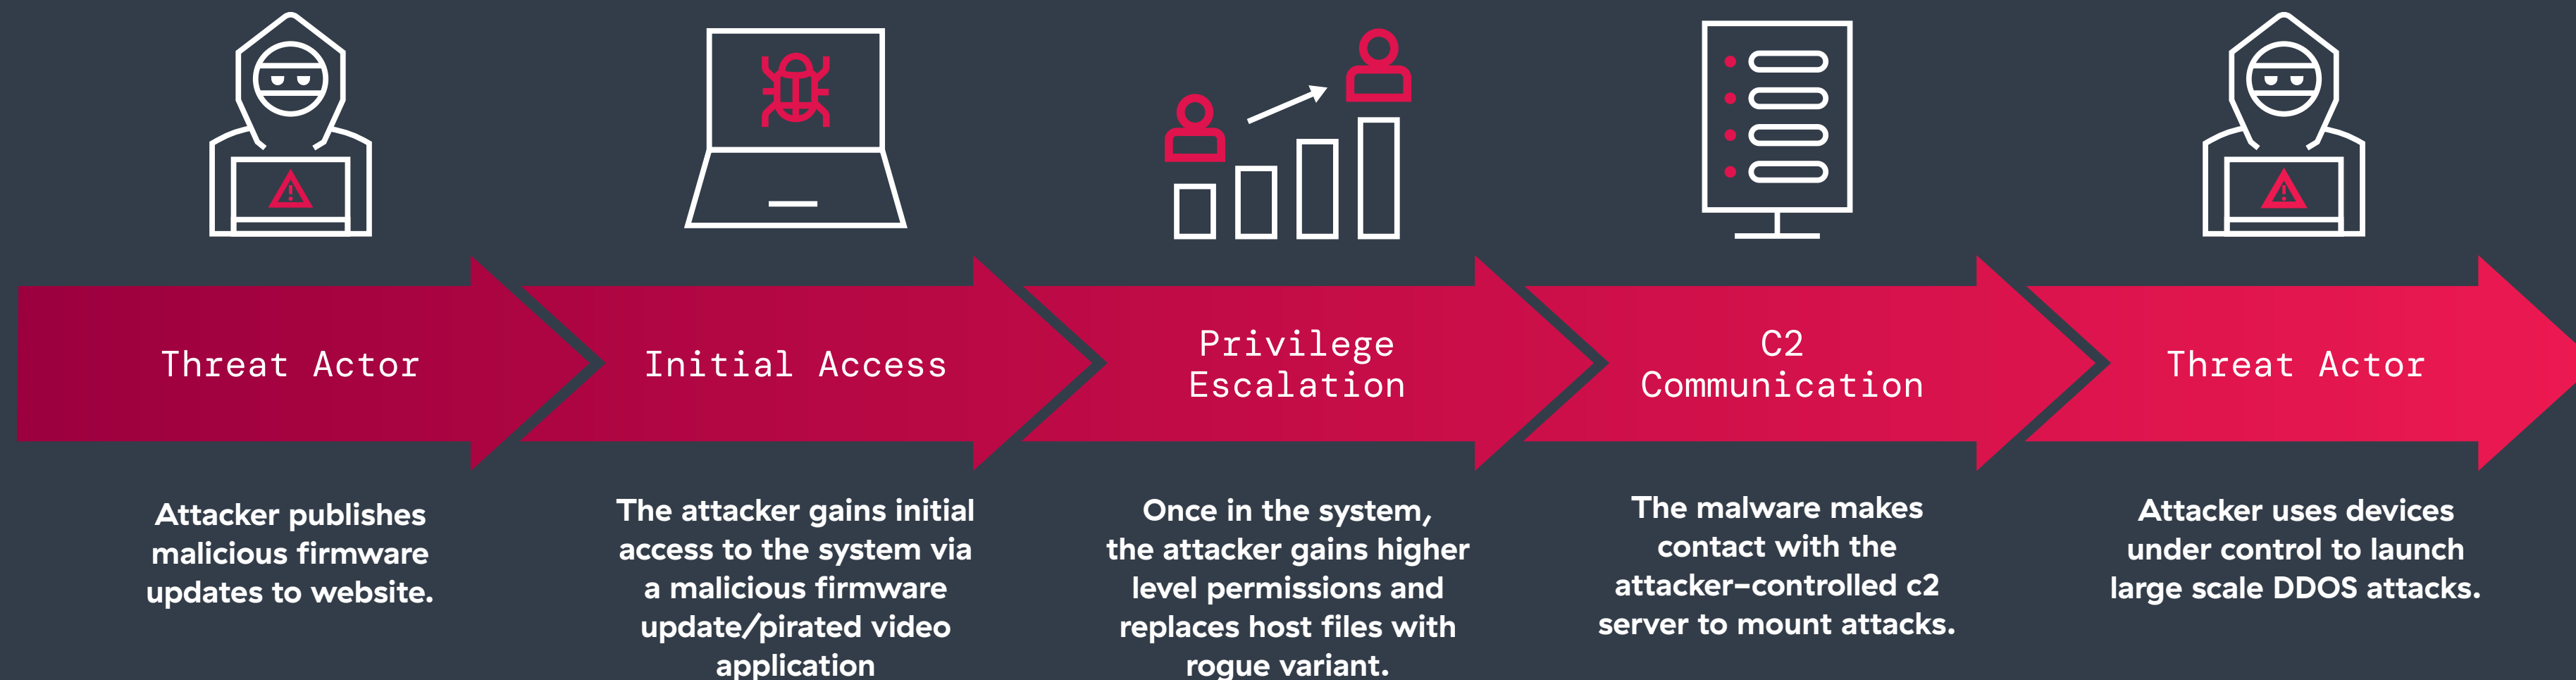 Threat Actor
Initial Access
Privilege
Escalation
C2
Communication
Threat Actor
Attacker publishes
malicious firmware
updates to website.
The attacker gains initial
access to the system via
a malicious firmware
update/pirated video
application
Once in the system,
the attacker gains higher
level permissions and
replaces host files with
rogue variant.
The malware makes
contact with the
attacker-controlled c2
server to mount attacks.
Attacker uses devices
under control to launch
large scale DDOS attacks.